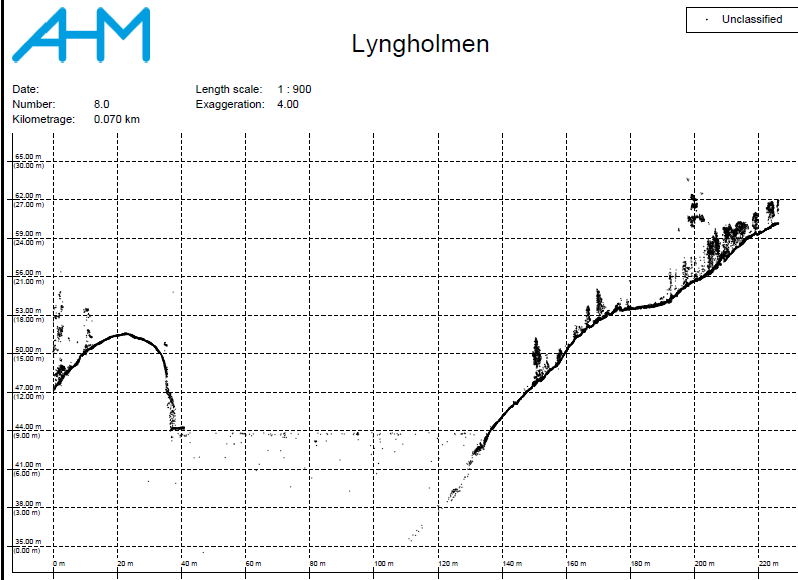 AHM
Unclassified
Lyngholmen
Date:
Number: 8.0
Kilometrage: 0.070 km
Length scale: 1 : 900
Exaggeration: 4.00
65.00 m
(30.00 m)
62.00 m
(27.00 m)
59.00 m
(24.00 m)
56.00 m
(21.00 m)
53.00 m
(18.00 m)
50.00 m
(15.00 m)
47.00 m
(12.00 m)
44.00 m
(9.00 m)
41.00 m
(6.00 m)
38.00 m
(3.00 m)
35.00 m
(0.00 m)
0 m 20 m 40 m 60 m 80 m 100 m 120 m 140 m 160 m 180 m 200 m 220 m